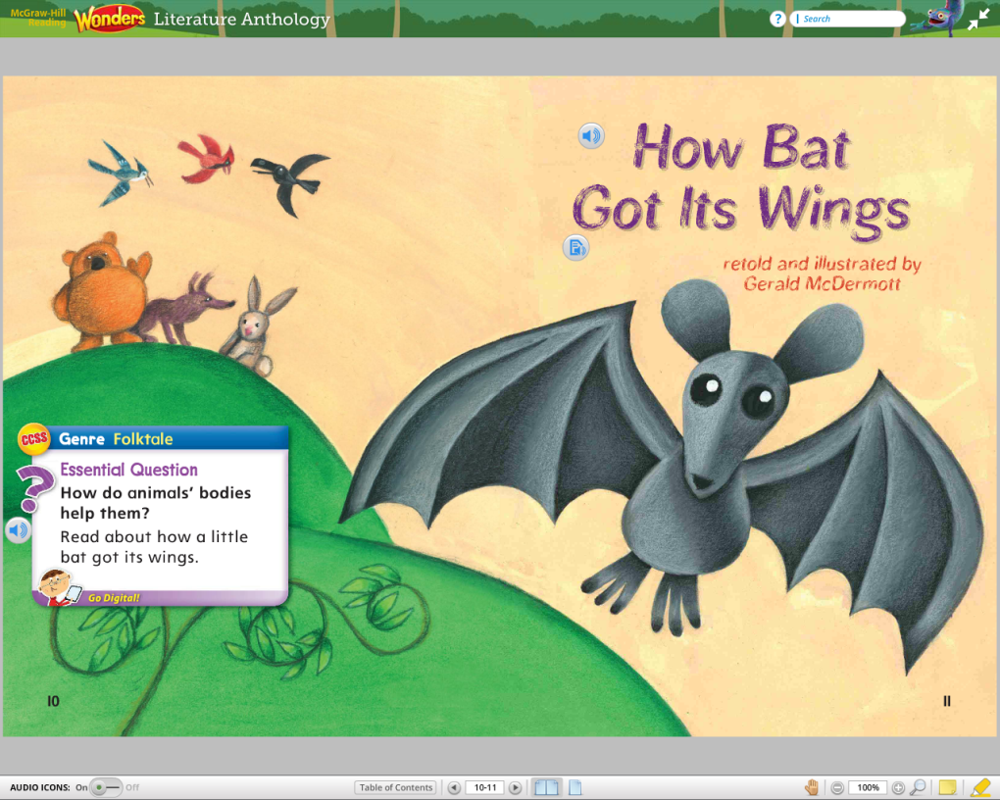 McGraw-Hill
Reading
Wonders
Literature Anthology
?
Search
How Bat
Got Its Wings
retold and illustrated by
Gerald McDermott
CCSS
Genre Folktale
?
Essential Question
How do animals' bodies
help them?
Read about how a little
bat got its wings.
Go Digital!
10
11
AUDIO ICONS: On Off
Table of Contents
10-11
100%